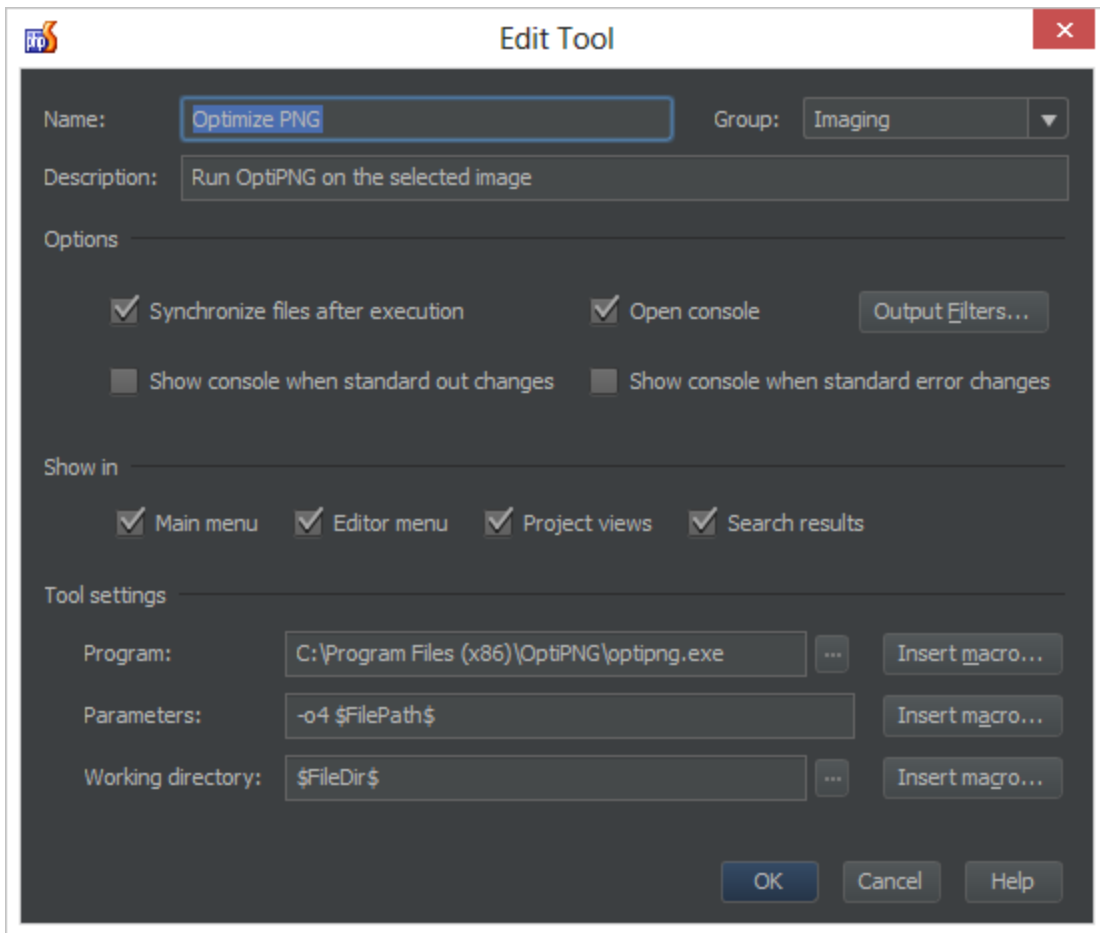 php
Edit Tool
Name: Optimize PNG Group: Imaging
Description: Run OptiPNG on the selected image
Options
Synchronize files after execution Open console Output Filters...
Show console when standard out changes Show console when standard error changes
Show in
Main menu Editor menu Project views Search results
Tool settings
Program: C:\Program Files (x86)\OptiPNG\optipng.exe ... Insert macro...
Parameters: -o4 $FilePath$ Insert macro...
Working directory: $FileDir$ ... Insert macro...
OK Cancel Help